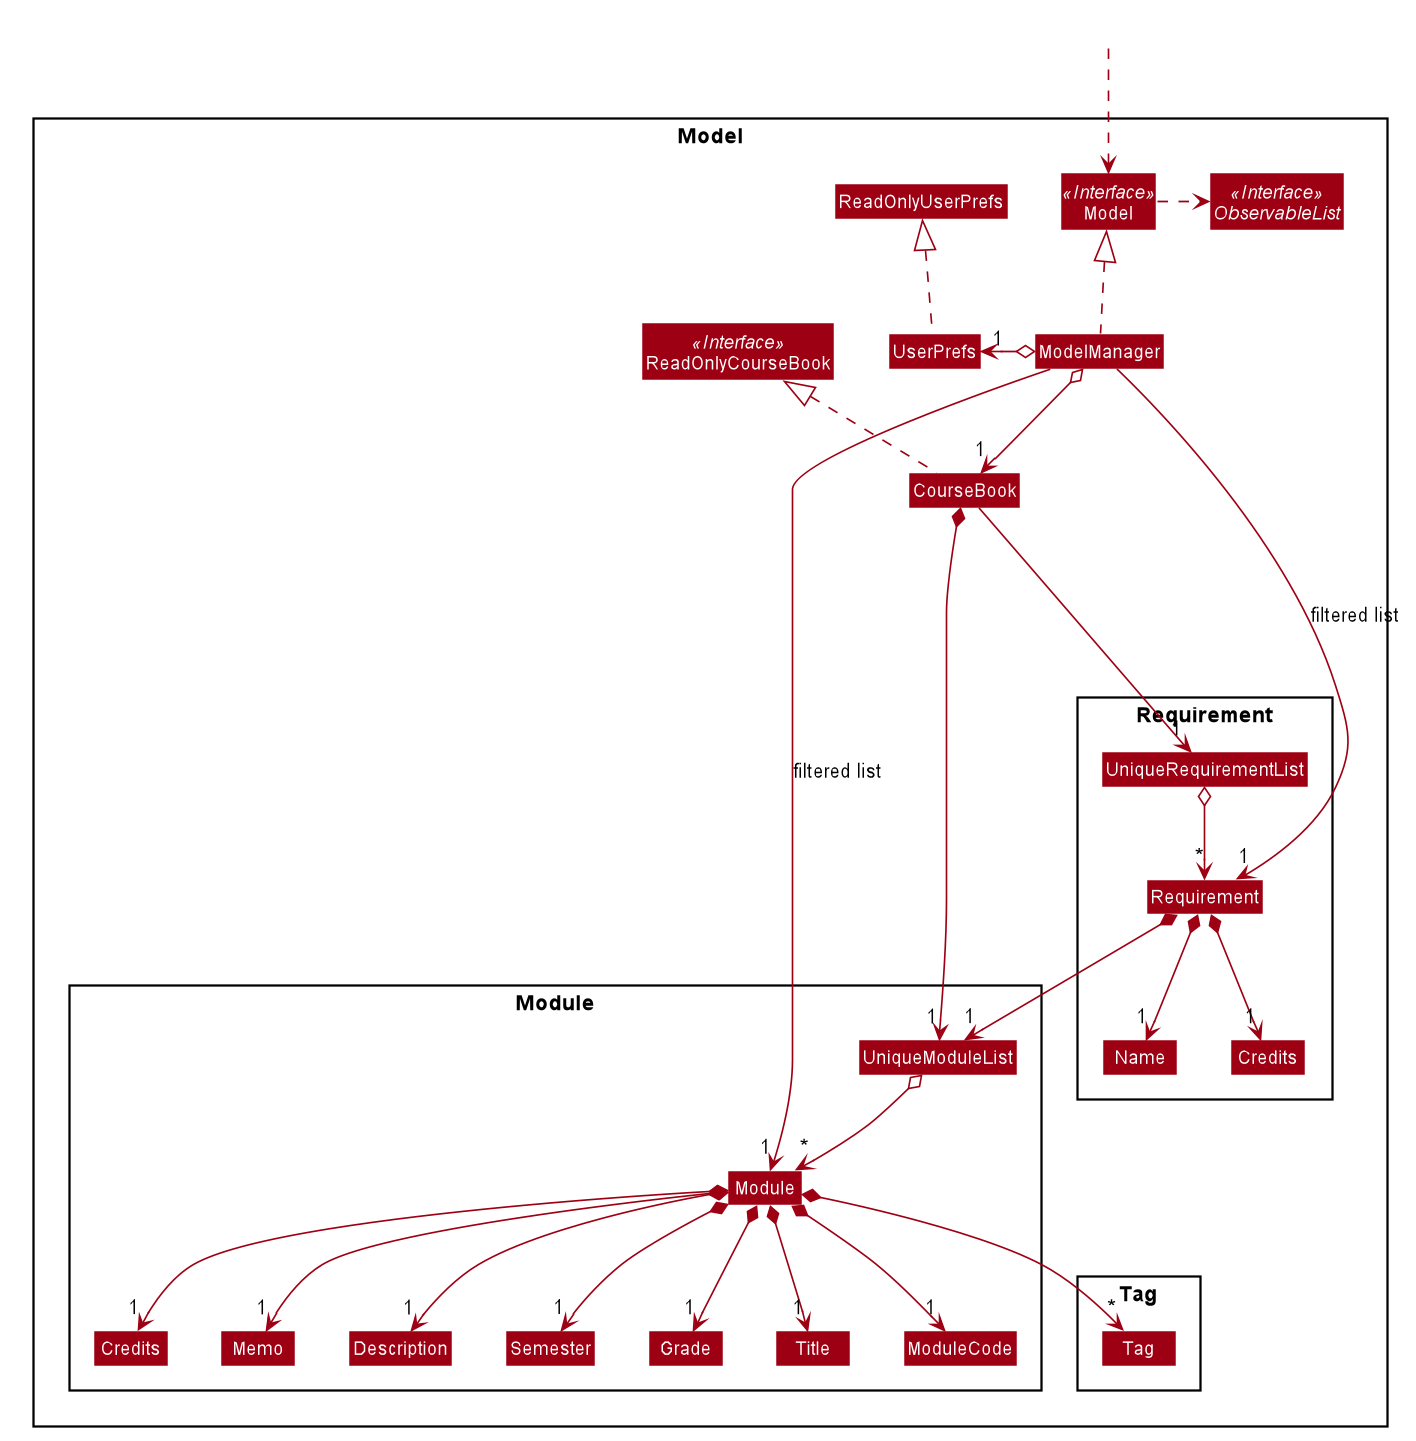 Model
ReadOnlyUserPrefs
«Interface»
Model
«Interface»
ObservableList
«Interface»
ReadOnlyCourseBook
UserPrefs
1
ModelManager
1
CourseBook
filtered list
Requirement
1
UniqueRequirementList
filtered list
*
1
Requirement
Module
1
1
1
1
UniqueModuleList
Name
Credits
1
*
Module
Tag
1
1
1
1
1
1
1
*
Credits
Memo
Description
Semester
Grade
Title
ModuleCode
Tag